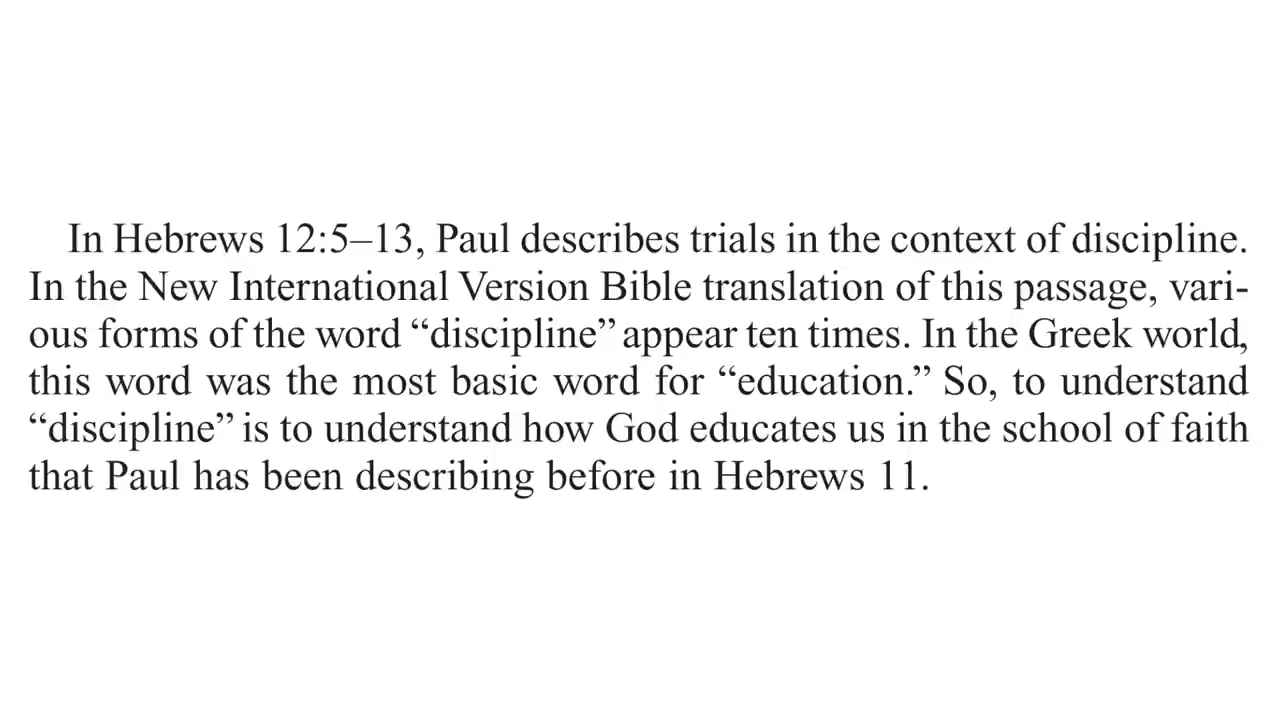 In Hebrews 12:5–13, Paul describes trials in the context of discipline.
In the New International Version Bible translation of this passage, vari-
ous forms of the word “discipline” appear ten times. In the Greek world,
this word was the most basic word for “education.” So, to understand
“discipline” is to understand how God educates us in the school of faith
that Paul has been describing before in Hebrews 11.